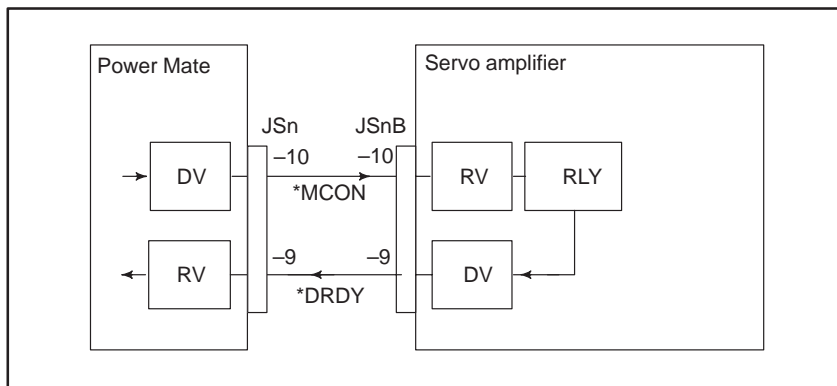 Power Mate
Servo amplifier
JSn
JSnB
–10
–10
DV
*MCON
RV
RLY
–9
–9
RV
*DRDY
DV